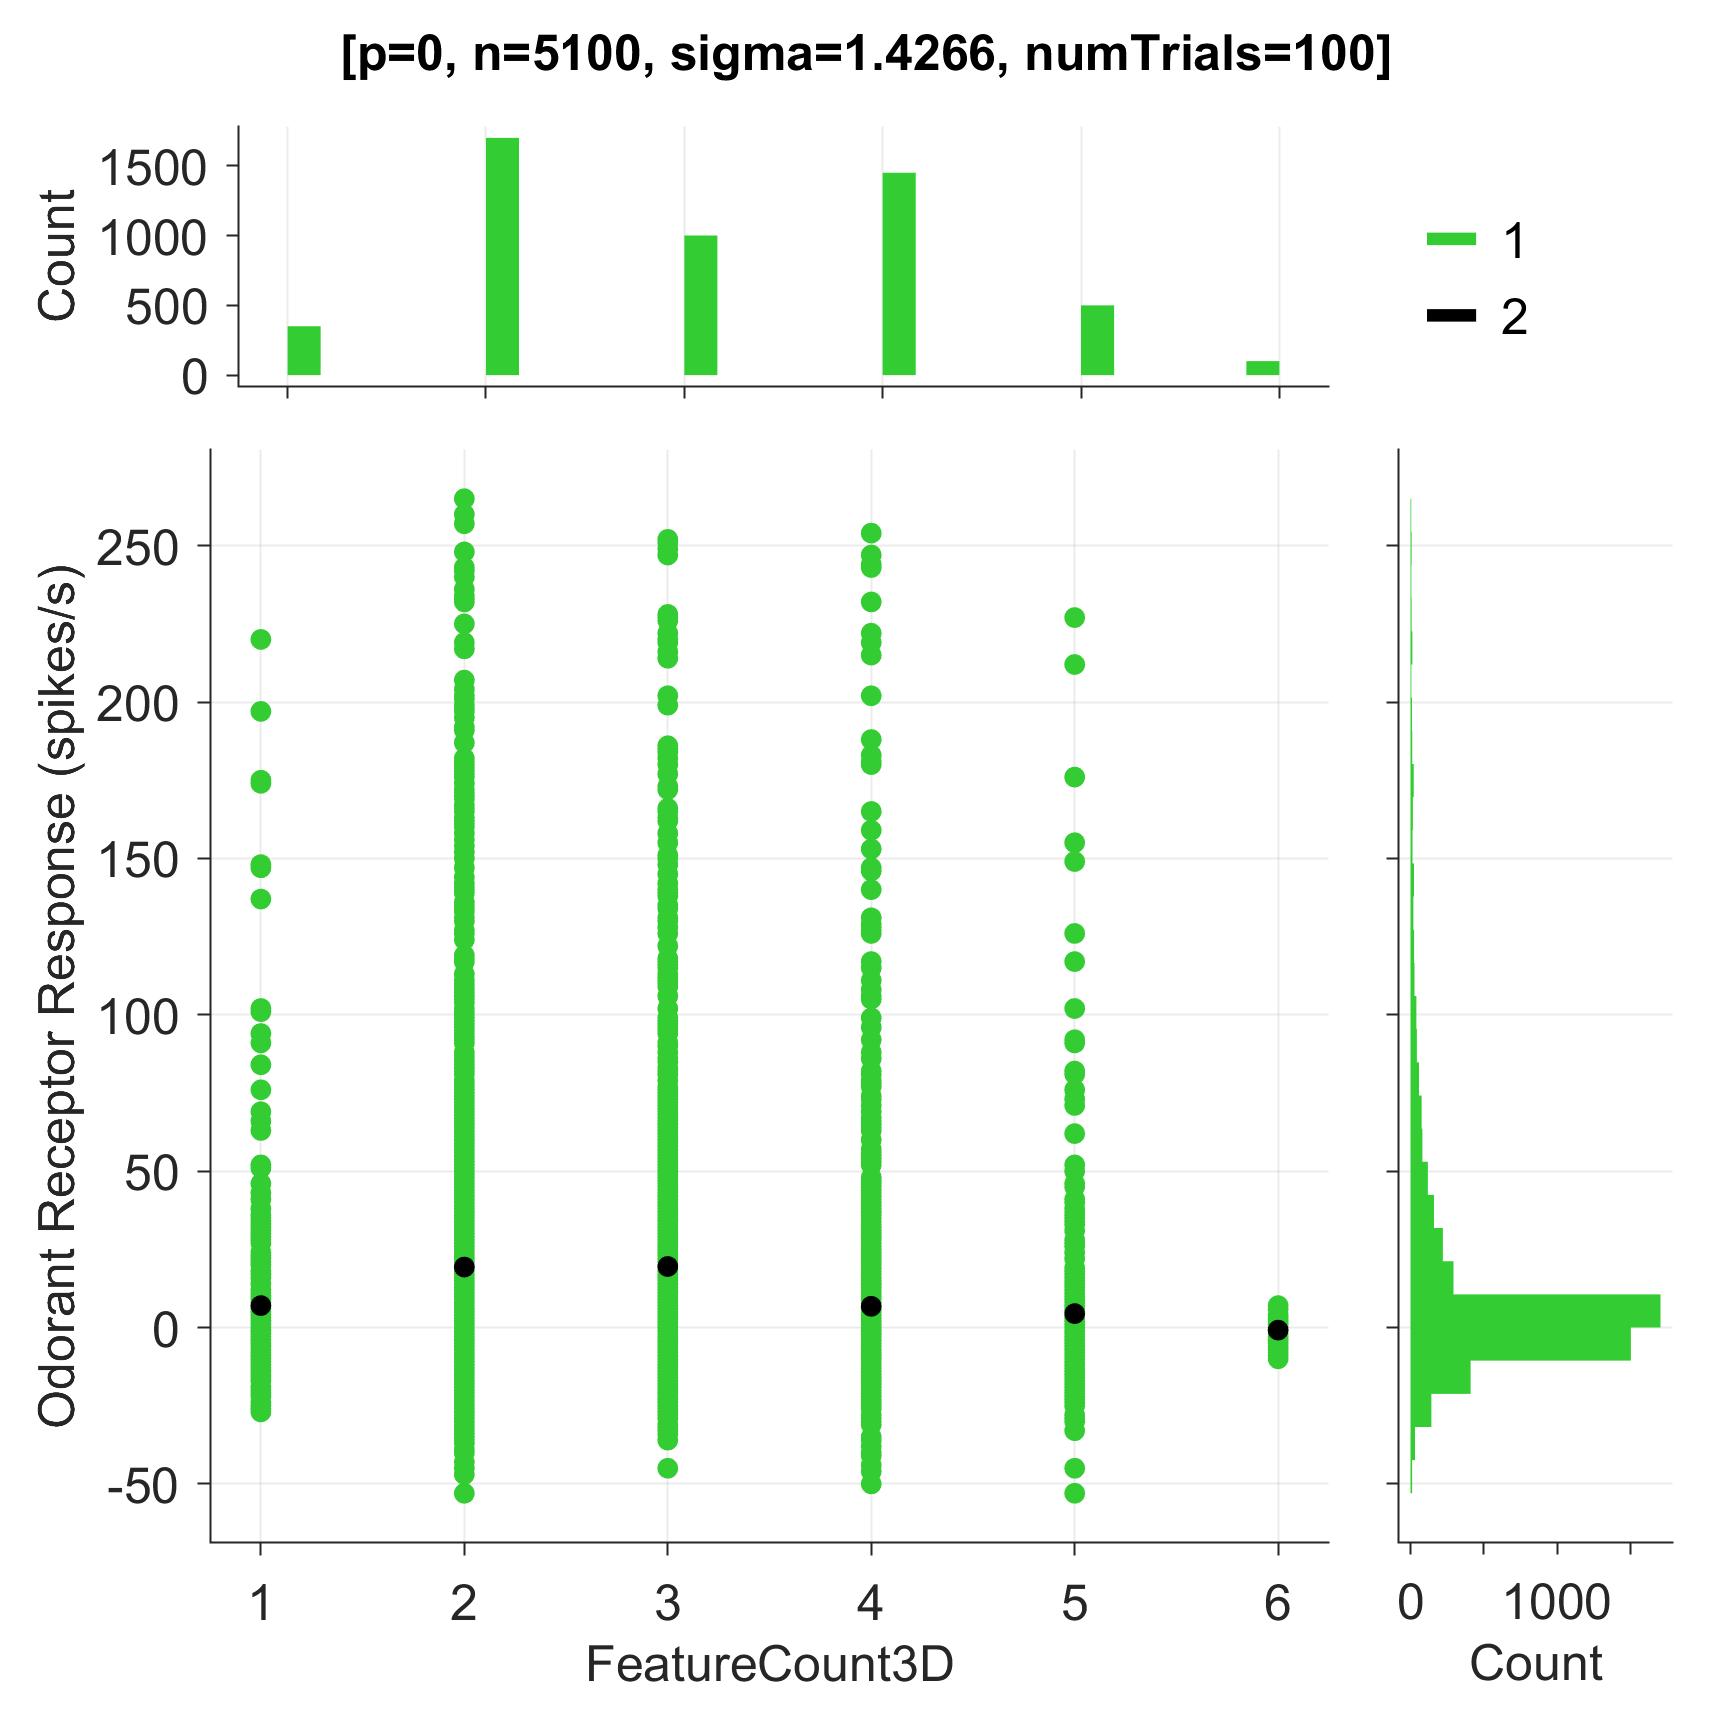 [p=0, n=5100, sigma=1.4266, numTrials=100]
Count
1500
1000
500
0
1
2
Odorant Receptor Response (spikes/s)
250
200
150
100
50
0
-50
1 2 3 4 5 6
FeatureCount3D
0 1000
Count